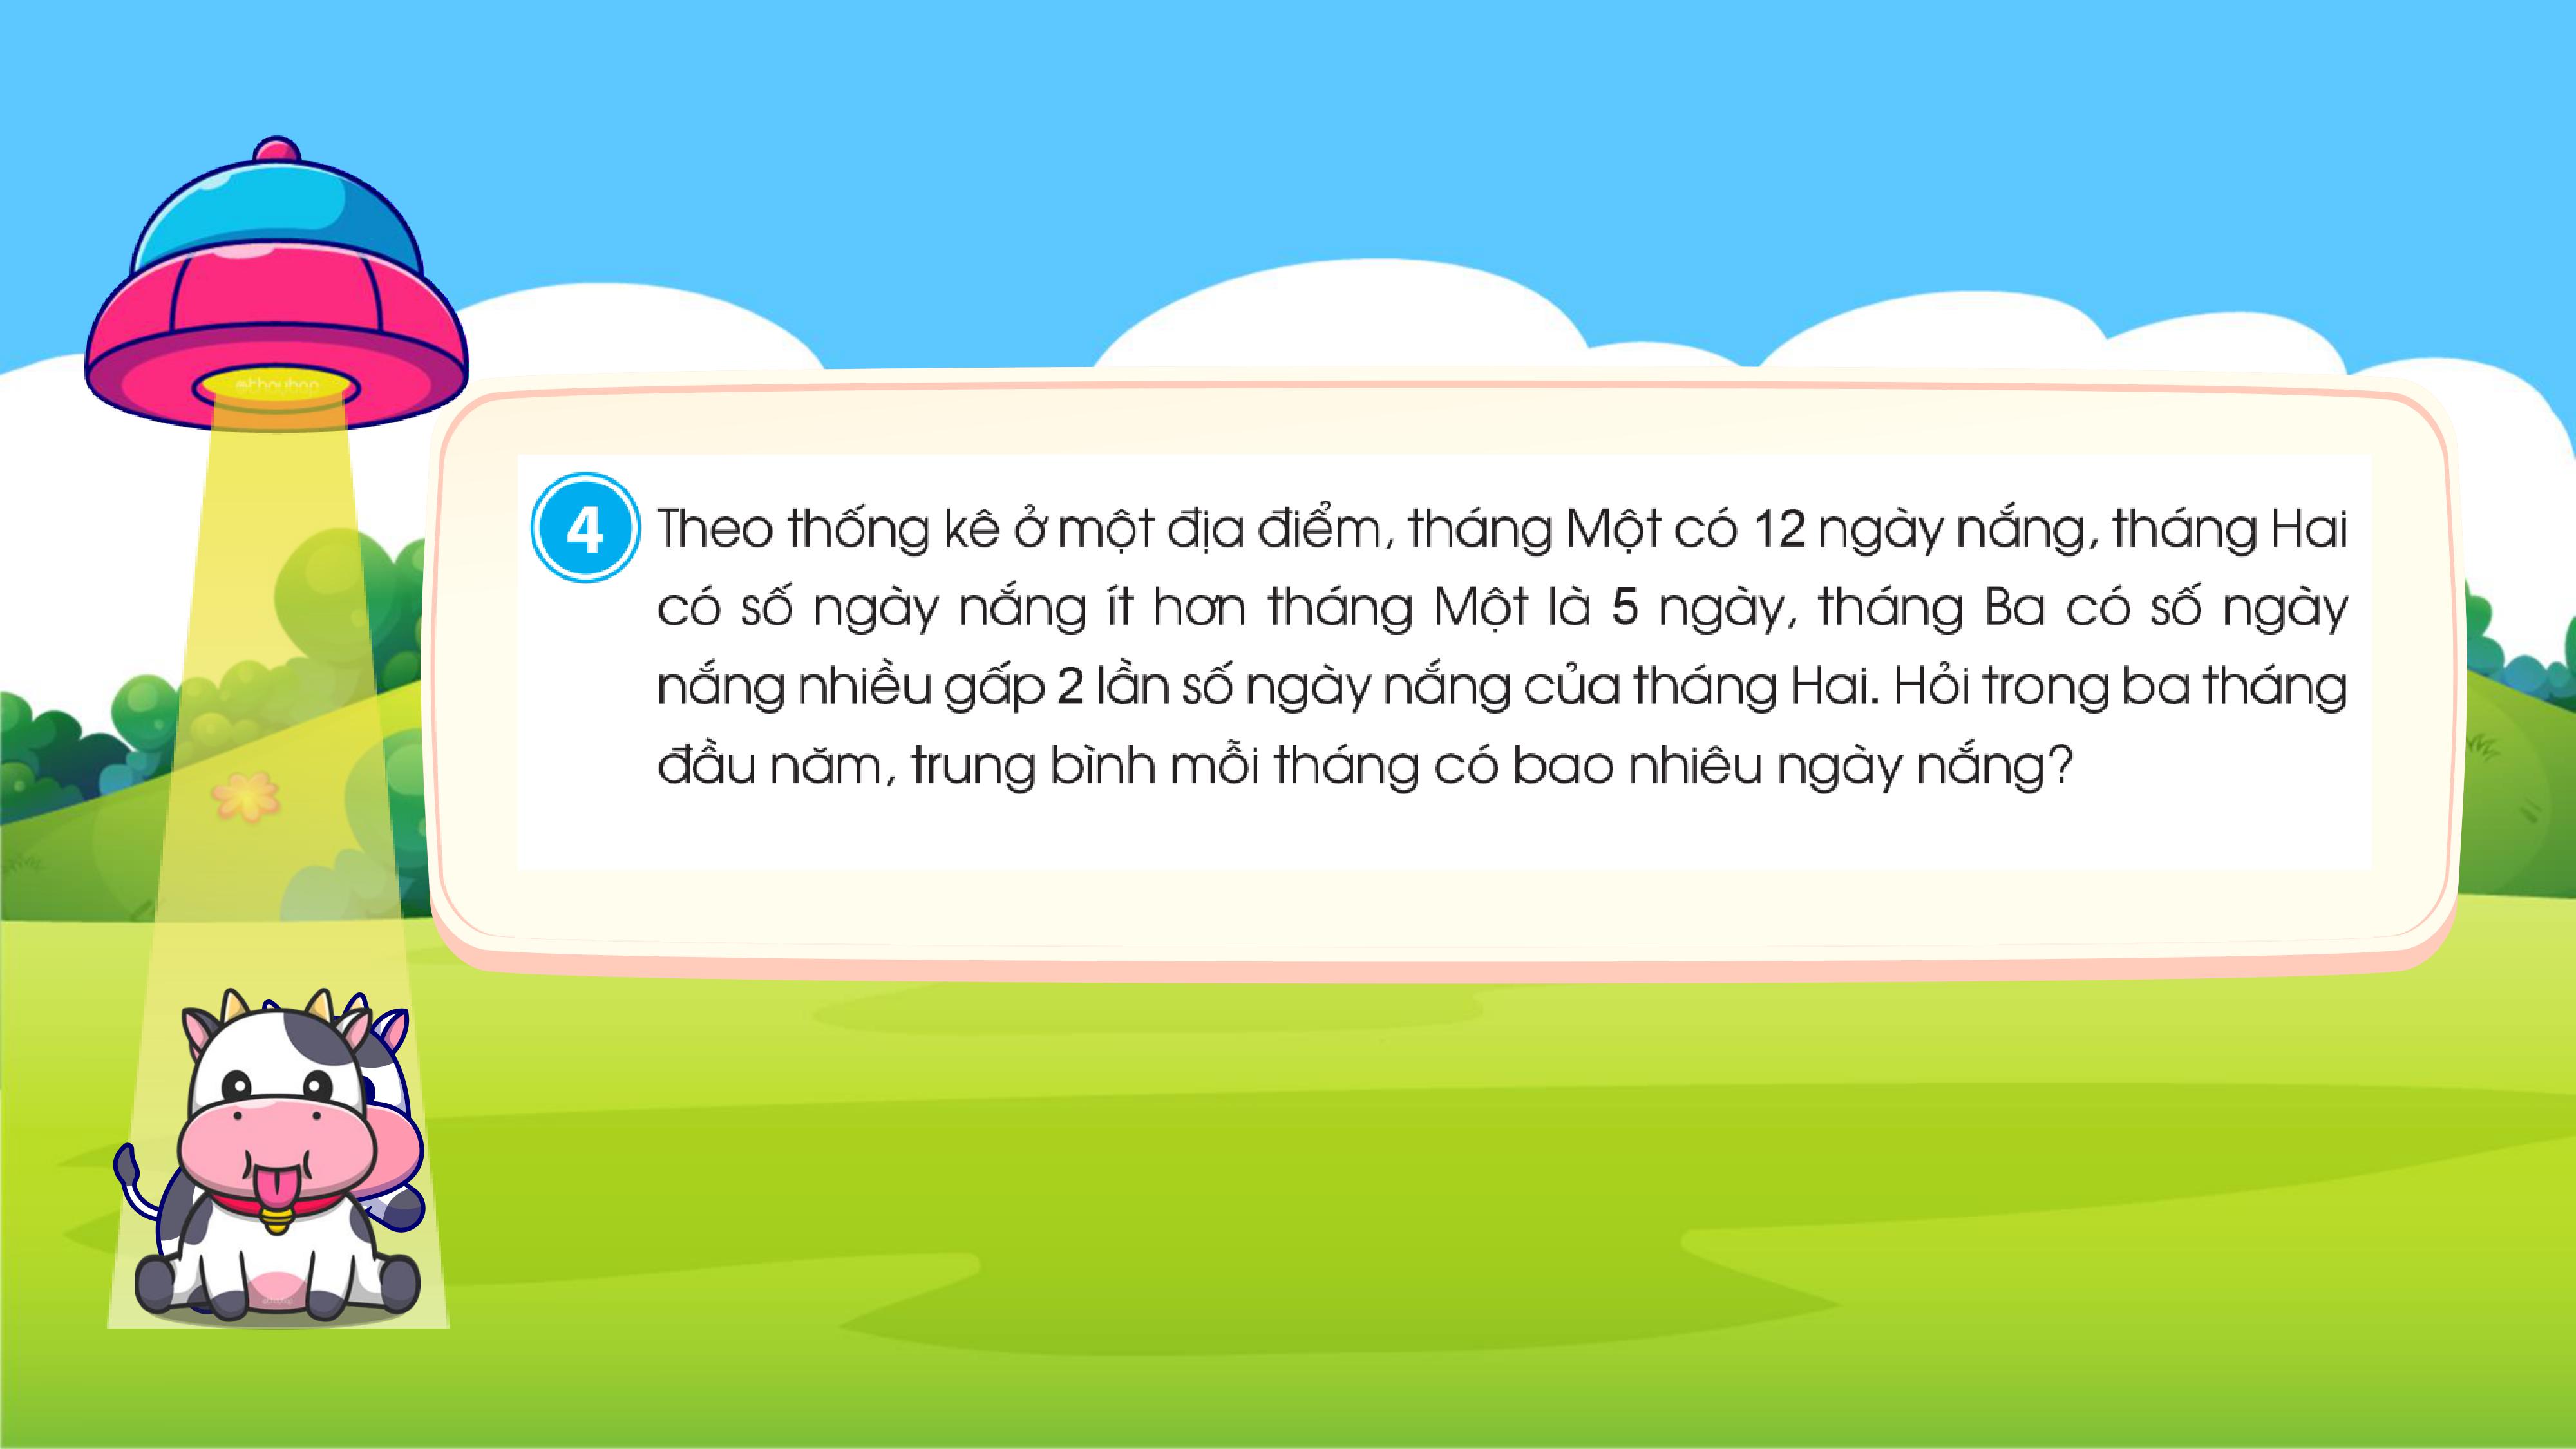 @thayhop
4 Theo thống kê ở một địa điểm, tháng Một có 12 ngày nắng, tháng Hai
có số ngày nắng ít hơn tháng Một là 5 ngày, tháng Ba có số ngày
nắng nhiều gấp 2 lần số ngày nắng của tháng Hai. Hỏi trong ba tháng
đầu năm, trung bình mỗi tháng có bao nhiêu ngày nắng?